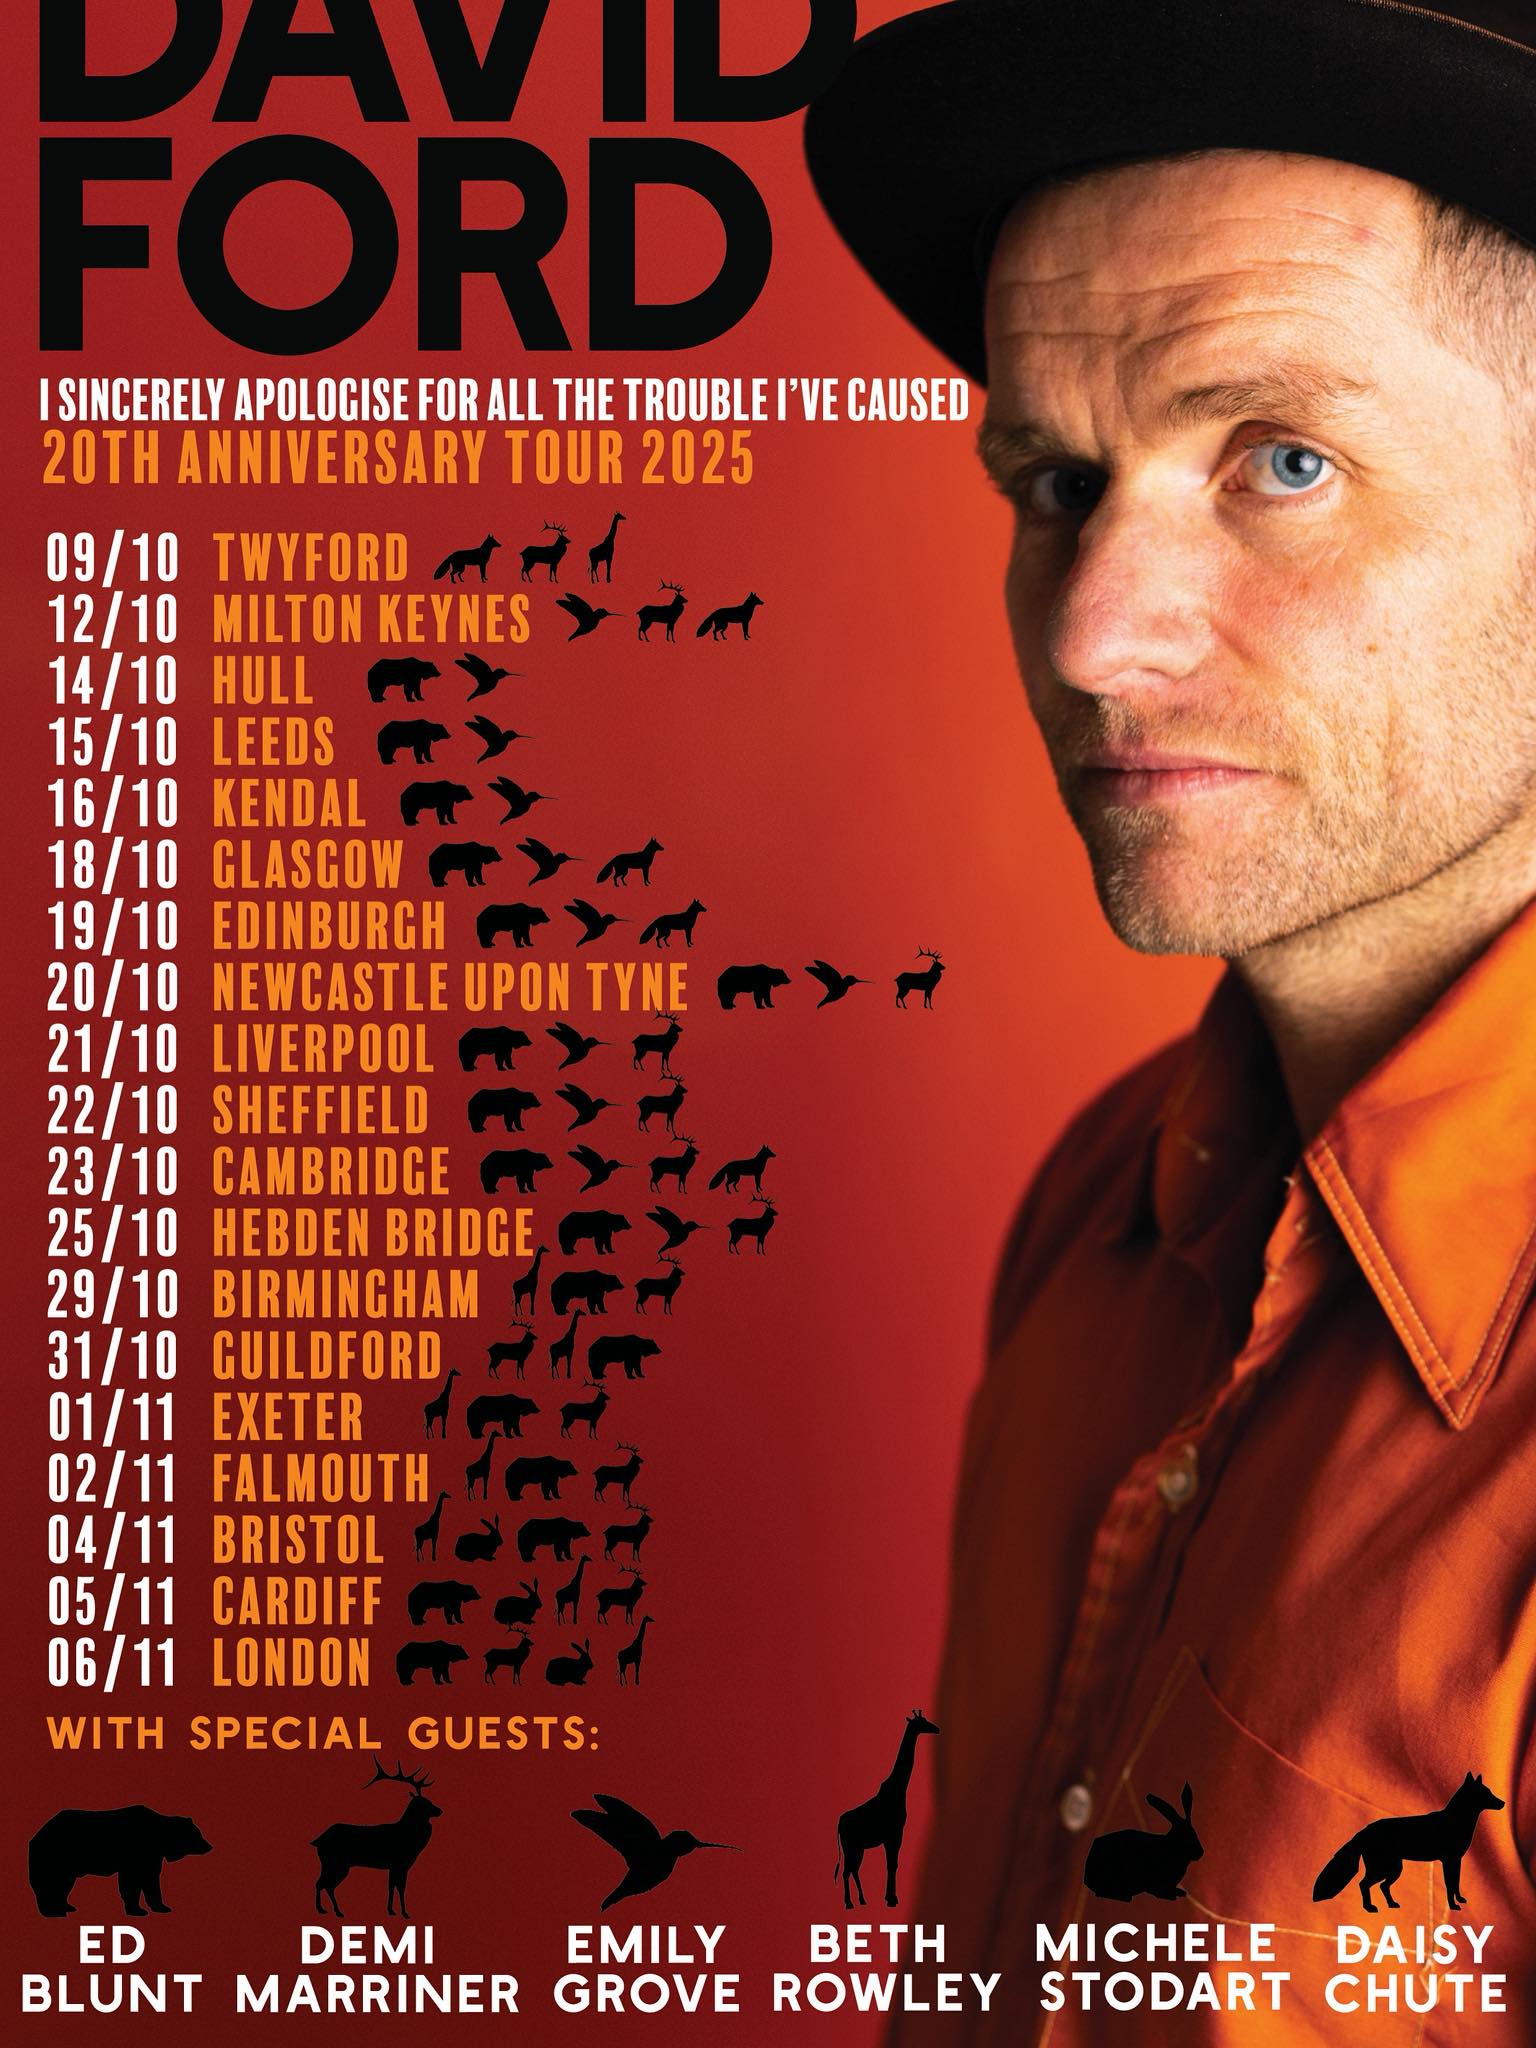 DAVID
FORD
I SINCERELY APOLOGISE FOR ALL THE TROUBLE I'VE CAUSED
20TH ANNIVERSARY TOUR 2025
09/10 TWYFORD
12/10 MILTON KEYNES
14/10 HULL
15/10 LEEDS
16/10 KENDAL
18/10 GLASGOW
19/10 EDINBURGH
20/10 NEWCASTLE UPON TYNE
21/10 LIVERPOOL
22/10 SHEFFIELD
23/10 CAMBRIDGE
25/10 HEBDEN BRIDGE
29/10 BIRMINGHAM
31/10 GUILDFORD
01/11 EXETER
02/11 FALMOUTH
04/11 BRISTOL
05/11 CARDIFF
06/11 LONDON
WITH SPECIAL GUESTS:
ED BLUNT
DEMI MARRINER
EMILY GROVE
BETH ROWLEY
MICHELE STODART
DAISY CHUTE